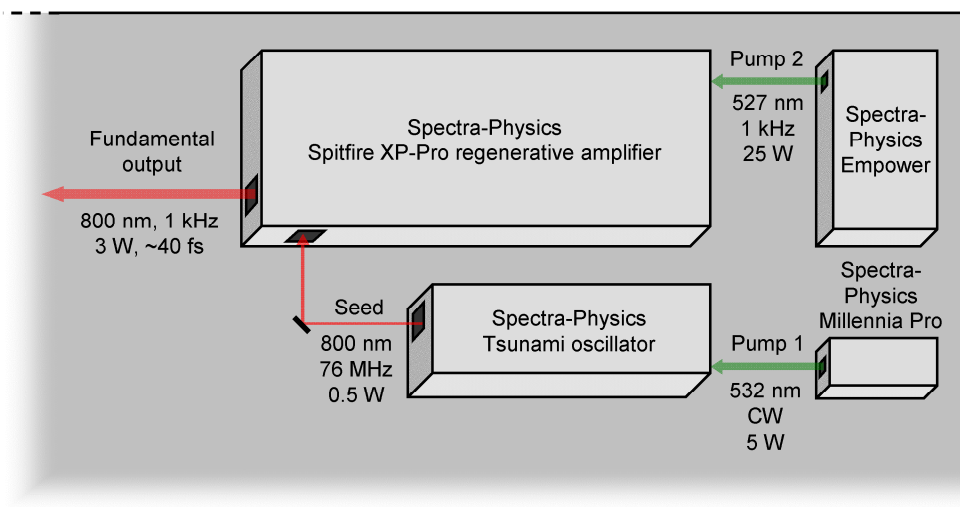 Pump 2
527 nm
1 kHz
25 W
Spectra-
Physics
Empower
Spectra-Physics
Spitfire XP-Pro regenerative amplifier
Fundamental
output
800 nm, 1 kHz
3 W, ~40 fs
Seed
800 nm
76 MHz
0.5 W
Spectra-Physics
Tsunami oscillator
Pump 1
532 nm
CW
5 W
Spectra-
Physics
Millennia Pro